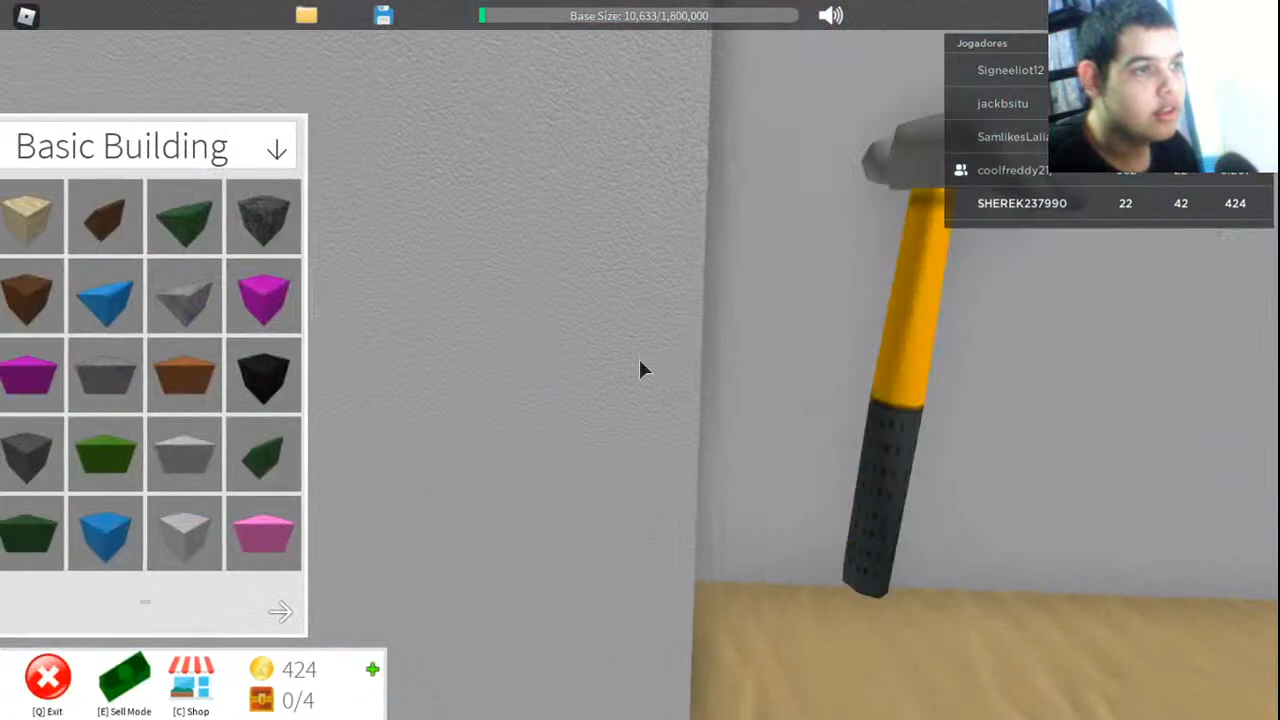 Base Size: 10,633/1,800,000
Jogadores
Signeeliot12
jackbsitu
SamlikesLalia
coolfreddy21
SHEREK237990 22 42 424
Basic Building
424
0/4
[Q] Exit
[E] Sell Mode
[C] Shop